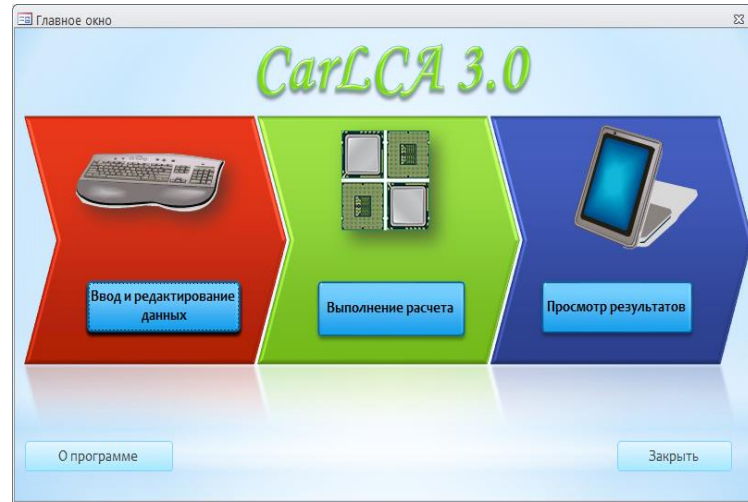 Главное окно
CarLCA 3.0
Ввод и редактирование
данных
Выполнение расчета
Просмотр результатов
О программе
Закрыть